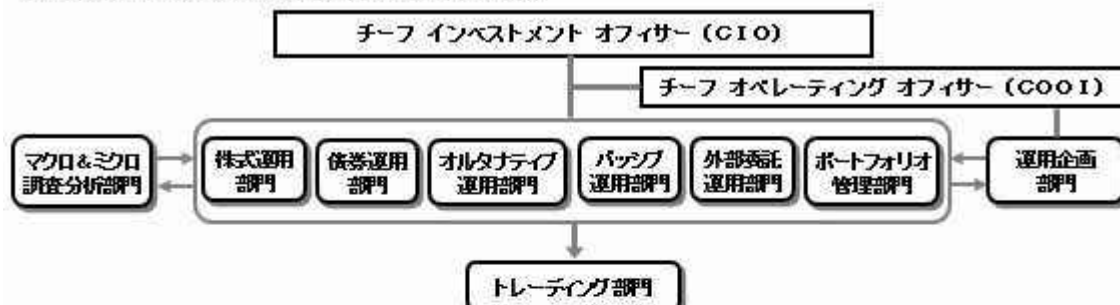 チーフ インベストメント オフィサー (CIO)
チーフ オペレーティング オフィサー (COOI)
マクロ&ミクロ
調査分析部門
株式運用
部門
債券運用
部門
オルタナティブ
運用部門
パッシブ
運用部門
外部委託
運用部門
ポートフォリオ
管理部門
運用企画
部門
トレーディング部門